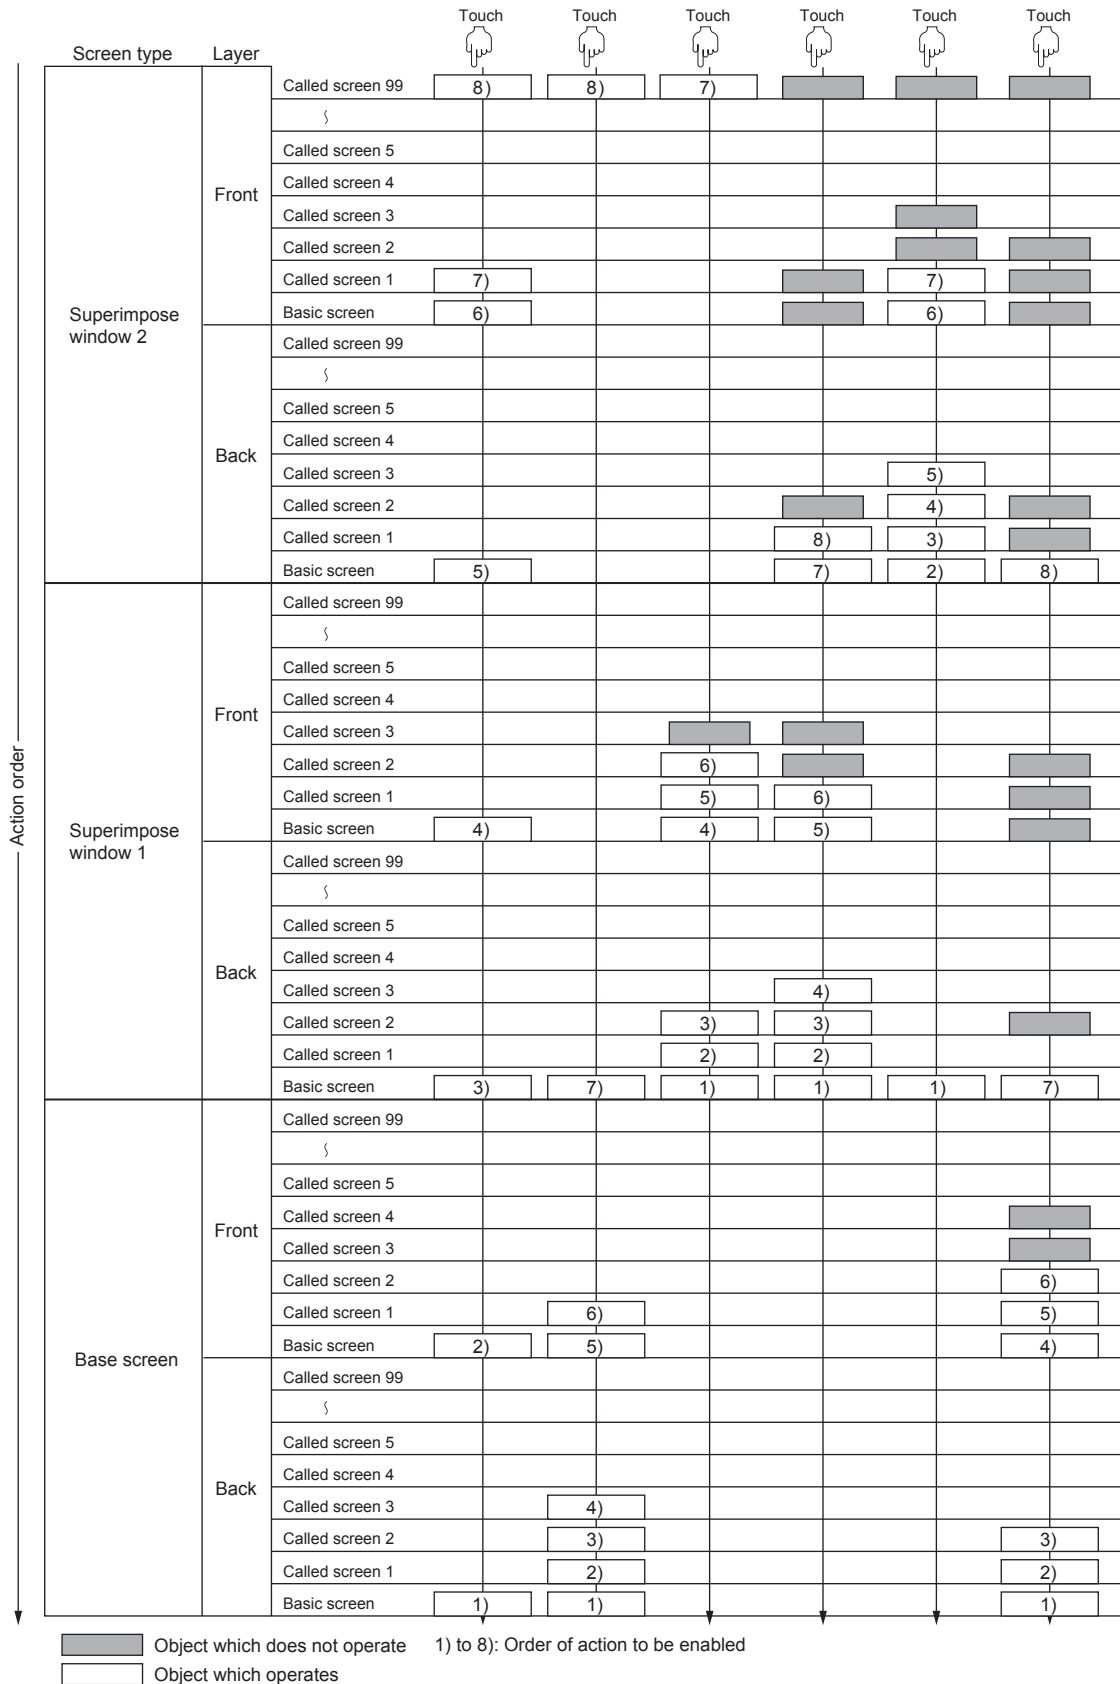 Touch Touch Touch Touch Touch Touch
Screen type Layer
Called screen 99 8) 8) 7)
Called screen 5
Called screen 4
Front
Called screen 3
Called screen 2
Called screen 1 7) 7)
Superimpose
window 2
Basic screen 6) 6)
Called screen 99
Called screen 5
Called screen 4
Back
Called screen 3 5)
Called screen 2 4)
Called screen 1 8) 3)
Basic screen 5) 7) 2) 8)
Called screen 99
Called screen 5
Called screen 4
Front
Called screen 3
Called screen 2 6)
Called screen 1 5) 6)
Action order
Superimpose
window 1
Basic screen 4) 4) 5)
Called screen 99
Called screen 5
Called screen 4
Back
Called screen 3 4)
Called screen 2 3) 3)
Called screen 1 2) 2)
Basic screen 3) 7) 1) 1) 1) 7)
Called screen 99
Called screen 5
Called screen 4
Front
Called screen 3
Called screen 2 6)
Called screen 1 6) 5)
Basic screen 2) 5) 4)
Base screen
Called screen 99
Called screen 5
Called screen 4
Back
Called screen 3 4)
Called screen 2 3) 3)
Called screen 1 2) 2)
Basic screen 1) 1) 1)
Object which does not operate 1) to 8): Order of action to be enabled
Object which operates